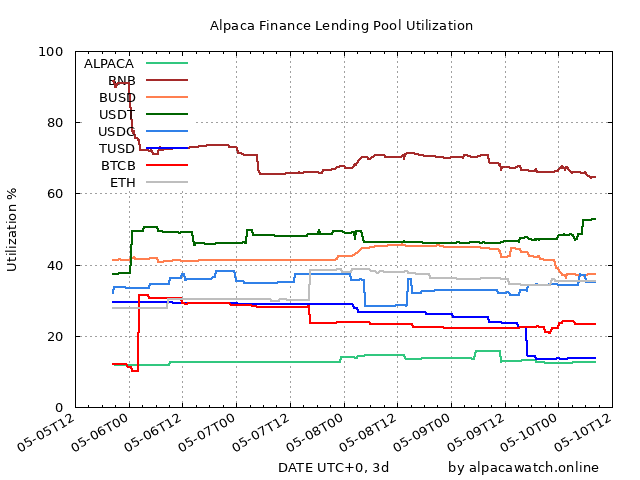 Alpaca Finance Lending Pool Utilization
100
80
60
40
20
0
Utilization %
ALPACA
BNB
BUSD
USDT
USDC
TUSD
BTCB
ETH
05-05T12
05-06T00
05-06T12
05-07T00
05-07T12
05-08T00
05-08T12
05-09T00
05-09T12
05-10T00
05-10T12
DATE UTC+0, 3d
by alpacawatch.online